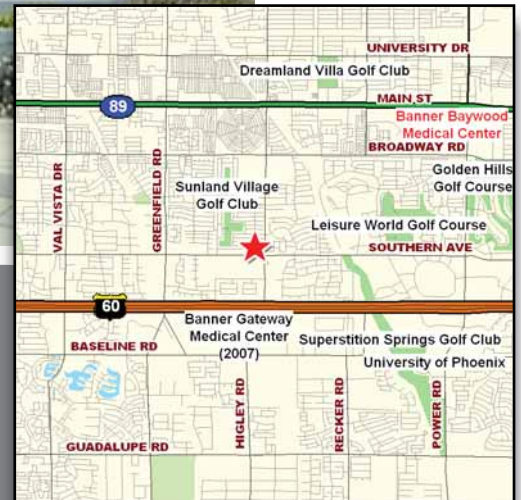 UNIVERSITY DR
Dreamland Villa Golf Club
MAIN ST
89
Banner Baywood
Medical Center
BROADWAY RD
VAL VISTA DR
GREENFIELD RD
Golden Hills
Golf Course
Sunland Village
Golf Club
Leisure World Golf Course
SOUTHERN AVE
60
Banner Gateway
Medical Center
(2007)
BASELINE RD
Superstition Springs Golf Club
University of Phoenix
HIGLEY RD
RECKER RD
POWER RD
GUADALUPE RD